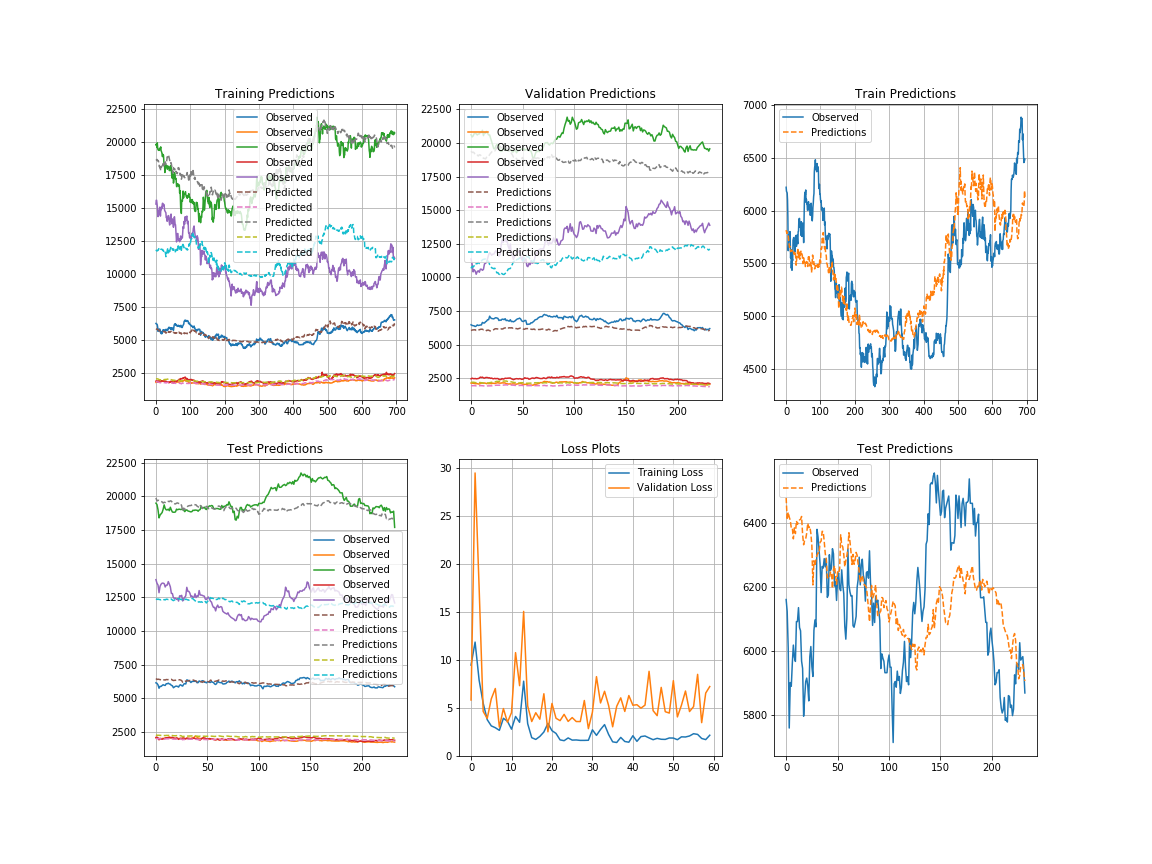 Training Predictions
22500
20000
17500
15000
12500
10000
7500
5000
2500
0
100
200
300
400
500
600
700
Observed
Observed
Observed
Observed
Observed
Predicted
Predicted
Predicted
Predicted
Predicted
Validation Predictions
22500
20000
17500
15000
12500
10000
7500
5000
2500
0
50
100
150
200
Observed
Observed
Observed
Observed
Observed
Predictions
Predictions
Predictions
Predictions
Predictions
Train Predictions
7000
6500
6000
5500
5000
4500
0
100
200
300
400
500
600
700
Observed
Predictions
Test Predictions
22500
20000
17500
15000
12500
10000
7500
5000
2500
0
50
100
150
200
Observed
Observed
Observed
Observed
Observed
Predictions
Predictions
Predictions
Predictions
Predictions
Loss Plots
30
25
20
15
10
5
0
0
10
20
30
40
50
60
Training Loss
Validation Loss
Test Predictions
6400
6200
6000
5800
0
50
100
150
200
Observed
Predictions